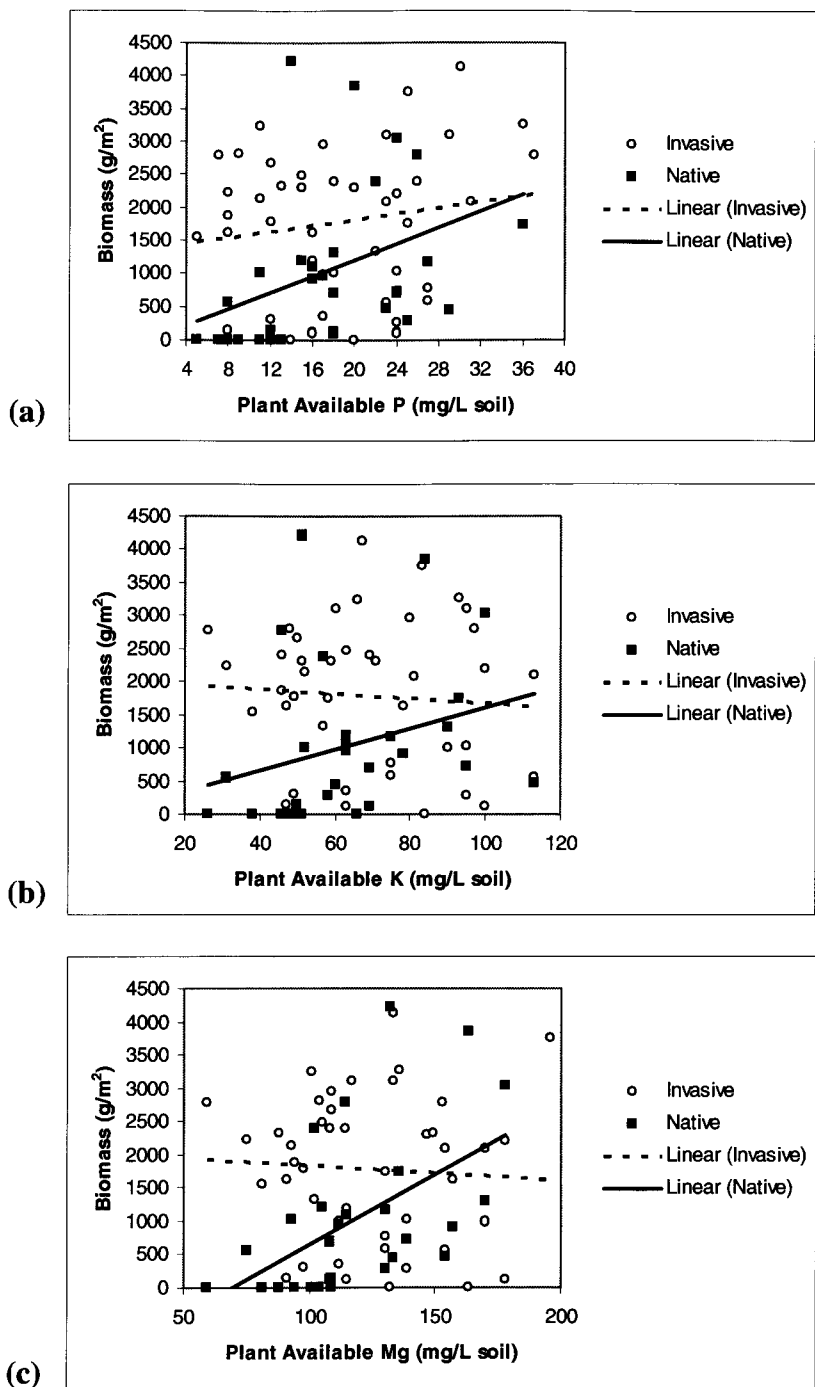 4500
4000
3500
3000
2500
2000
1500
1000
500
0
Biomass (g/m²)
4 8 12 16 20 24 28 32 36 40
Plant Available P (mg/L soil)
Invasive
Native
Linear (Invasive)
Linear (Native)
(a)
4500
4000
3500
3000
2500
2000
1500
1000
500
0
Biomass (g/m²)
20 40 60 80 100 120
Plant Available K (mg/L soil)
Invasive
Native
Linear (Invasive)
Linear (Native)
(b)
4500
4000
3500
3000
2500
2000
1500
1000
500
0
Biomass (g/m²)
50 100 150 200
Plant Available Mg (mg/L soil)
Invasive
Native
Linear (Invasive)
Linear (Native)
(c)